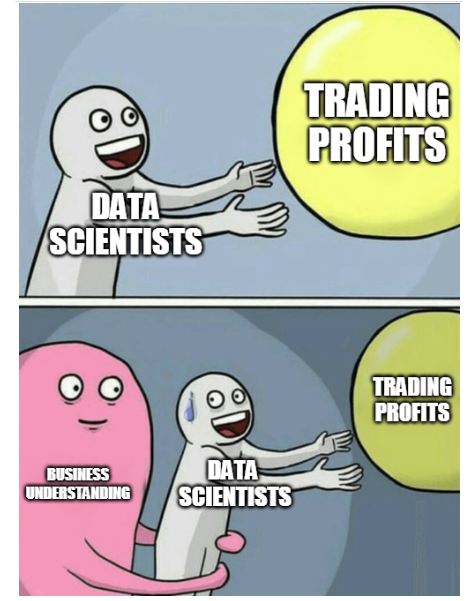 TRADING
PROFITS
DATA
SCIENTISTS
TRADING
PROFITS
BUSINESS
UNDERSTANDING
DATA
SCIENTISTS